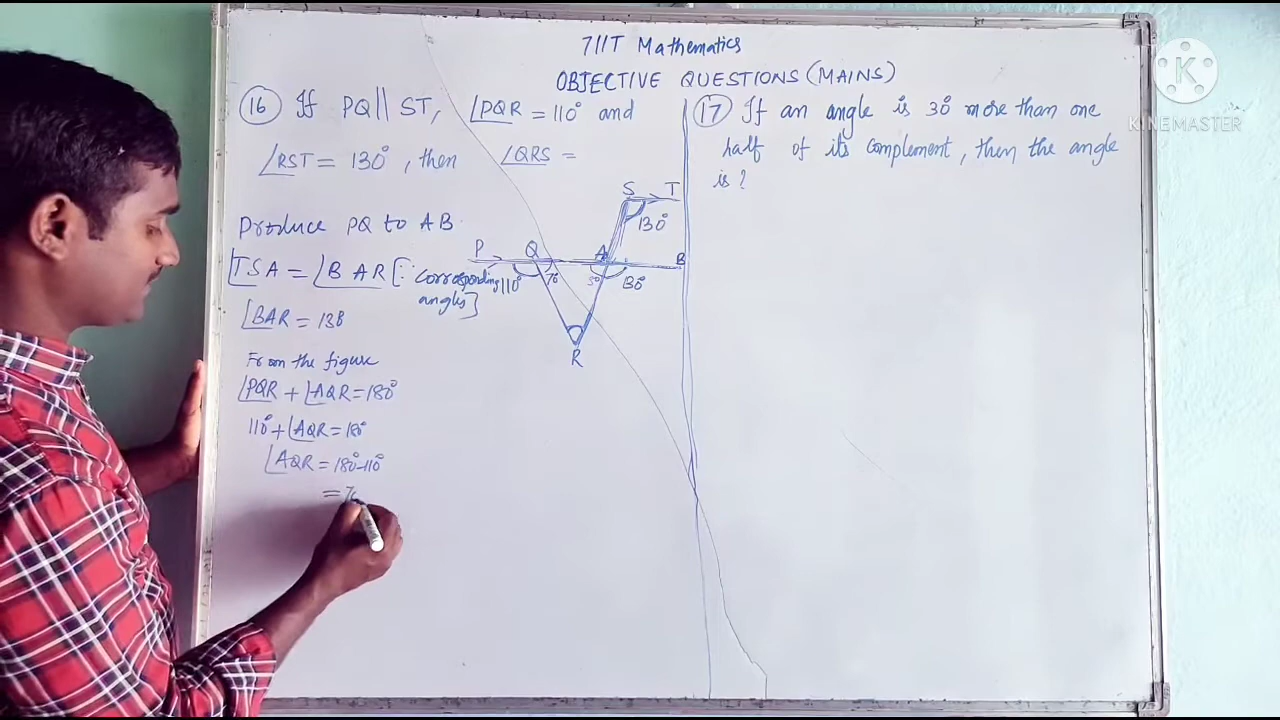 7IIT Mathematics
OBJECTIVE QUESTIONS (MAINS)
16 If PQ || ST, ∠PQR = 110° and
∠RST = 130°, then ∠QRS =
Produce PQ to AB
∠TSA = ∠BAR [∵ corresponding
angles]
∠BAR = 130
From the figure
∠PQR + ∠AQR = 180°
110° + ∠AQR = 180°
∠AQR = 180° - 110°
= 70
S T
130°
P Q A B
110° 70 50 130°
R
17 If an angle is 30° more than one
half of its complement, then the angle
is?
K
KINEMASTER